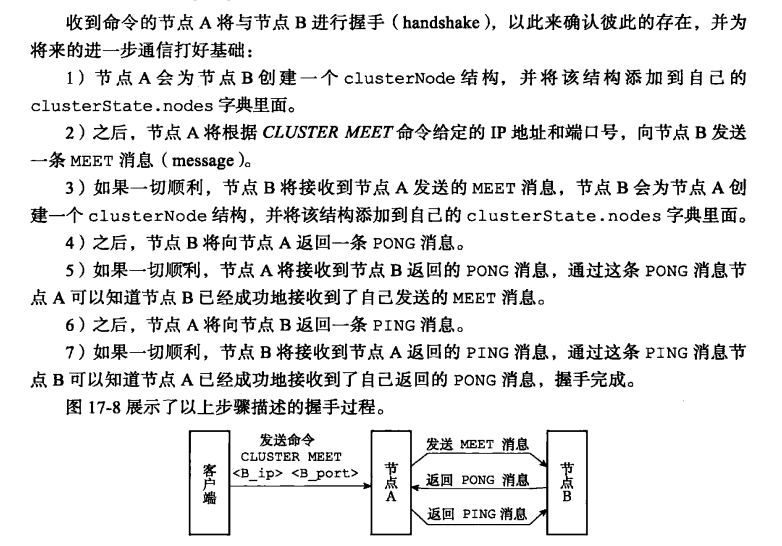 收到命令的节点 A 将与节点 B 进行握手（handshake），以此来确认彼此的存在，并为
将来的进一步通信打好基础：
1）节点 A 会为节点 B 创建一个 clusterNode 结构，并将该结构添加到自己的
clusterState.nodes 字典里面。
2）之后，节点 A 将根据 CLUSTER MEET 命令给定的 IP 地址和端口号，向节点 B 发送
一条 MEET 消息（message）。
3）如果一切顺利，节点 B 将接收到节点 A 发送的 MEET 消息，节点 B 会为节点 A 创
建一个 clusterNode 结构，并将该结构添加到自己的 clusterState.nodes 字典里面。
4）之后，节点 B 将向节点 A 返回一条 PONG 消息。
5）如果一切顺利，节点 A 将接收到节点 B 返回的 PONG 消息，通过这条 PONG 消息节
点 A 可以知道节点 B 已经成功地接收到了自己发送的 MEET 消息。
6）之后，节点 A 将向节点 B 返回一条 PING 消息。
7）如果一切顺利，节点 B 将接收到节点 A 返回的 PING 消息，通过这条 PING 消息节
点 B 可以知道节点 A 已经成功地接收到了自己返回的 PONG 消息，握手完成。
图 17-8 展示了以上步骤描述的握手过程。
客户端
发送命令
CLUSTER MEET
<B_ip> <B_port>
节点A
发送 MEET 消息
返回 PONG 消息
返回 PING 消息
节点B